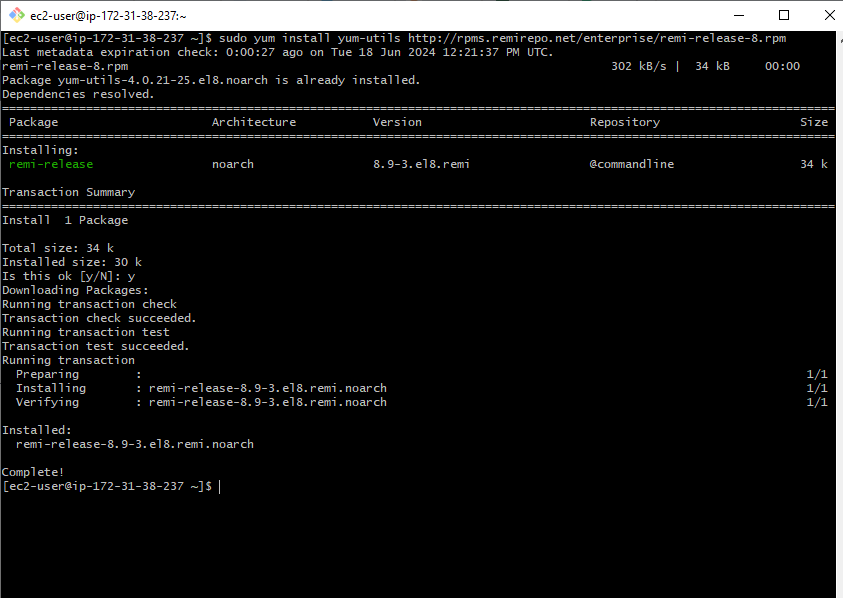 ec2-user@ip-172-31-38-237:~
[ec2-user@ip-172-31-38-237 ~]$ sudo yum install yum-utils http://rpms.remirepo.net/enterprise/remi-release-8.rpm
Last metadata expiration check: 0:00:27 ago on Tue 18 Jun 2024 12:21:37 PM UTC.
remi-release-8.rpm 302 kB/s | 34 kB 00:00
Package yum-utils-4.0.21-25.el8.noarch is already installed.
Dependencies resolved.
================================================================================
Package Architecture Version Repository Size
================================================================================
Installing:
remi-release noarch 8.9-3.el8.remi @commandline 34 k
Transaction Summary
================================================================================
Install 1 Package
Total size: 34 k
Installed size: 30 k
Is this ok [y/N]: y
Downloading Packages:
Running transaction check
Transaction check succeeded.
Running transaction test
Transaction test succeeded.
Running transaction
Preparing : 1/1
Installing : remi-release-8.9-3.el8.remi.noarch 1/1
Verifying : remi-release-8.9-3.el8.remi.noarch 1/1
Installed:
remi-release-8.9-3.el8.remi.noarch
Complete!
[ec2-user@ip-172-31-38-237 ~]$